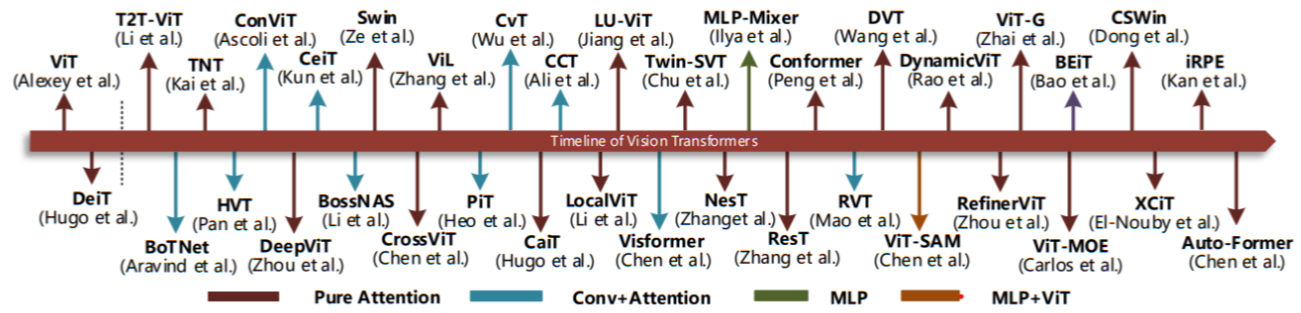 T2T-ViT
(Li et al.)
ConViT
(Ascoli et al.)
Swin
(Ze et al.)
CvT
(Wu et al.)
LU-ViT
(Jiang et al.)
MLP-Mixer
(Ilya et al.)
DVT
(Wang et al.)
ViT-G
(Zhai et al.)
CSWin
(Dong et al.)
ViT
(Alexey et al.)
TNT
(Kai et al.)
CeiT
(Kun et al.)
ViL
(Zhang et al.)
CCT
(Ali et al.)
Twin-SVT
(Chu et al.)
Conformer
(Peng et al.)
DynamicViT
(Rao et al.)
BEiT
(Bao et al.)
iRPE
(Kan et al.)
Timeline of Vision Transformers
DeiT
(Hugo et al.)
HVT
(Pan et al.)
BossNAS
(Li et al.)
PiT
(Heo et al.)
LocalViT
(Li et al.)
NesT
(Zhanget al.)
RVT
(Mao et al.)
RefinerViT
(Zhou et al.)
XCiT
(El-Nouby et al.)
BoTNet
(Aravind et al.)
DeepViT
(Zhou et al.)
CrossViT
(Chen et al.)
CaiT
(Hugo et al.)
Visformer
(Chen et al.)
ResT
(Zhang et al.)
ViT-SAM
(Chen et al.)
ViT-MOE
(Carlos et al.)
Auto-Former
(Chen et al.)
Pure Attention
Conv+Attention
MLP
MLP+ViT